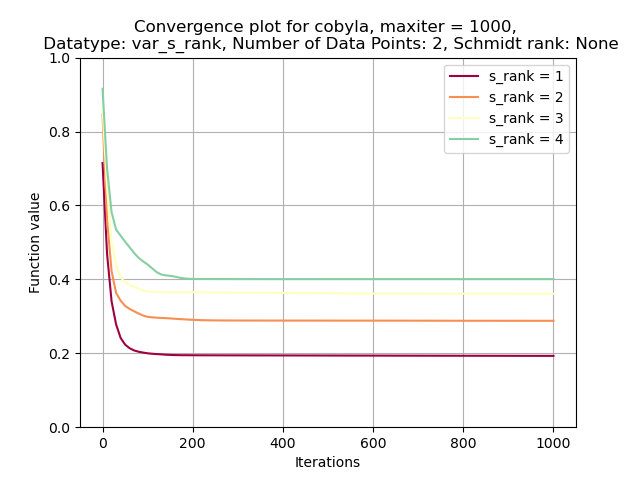 Convergence plot for cobyla, maxiter = 1000,
Datatype: var_s_rank, Number of Data Points: 2, Schmidt rank: None
1.0
0.8
0.6
0.4
0.2
0.0
Function value
s_rank = 1
s_rank = 2
s_rank = 3
s_rank = 4
0 200 400 600 800 1000
Iterations